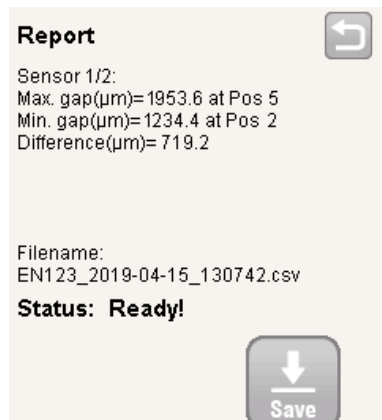 Report
Sensor 1/2:
Max. gap(µm)=1953.6 at Pos 5
Min. gap(µm)=1234.4 at Pos 2
Difference(µm)= 719.2
Filename:
EN123_2019-04-15_130742.csv
Status: Ready!
Save